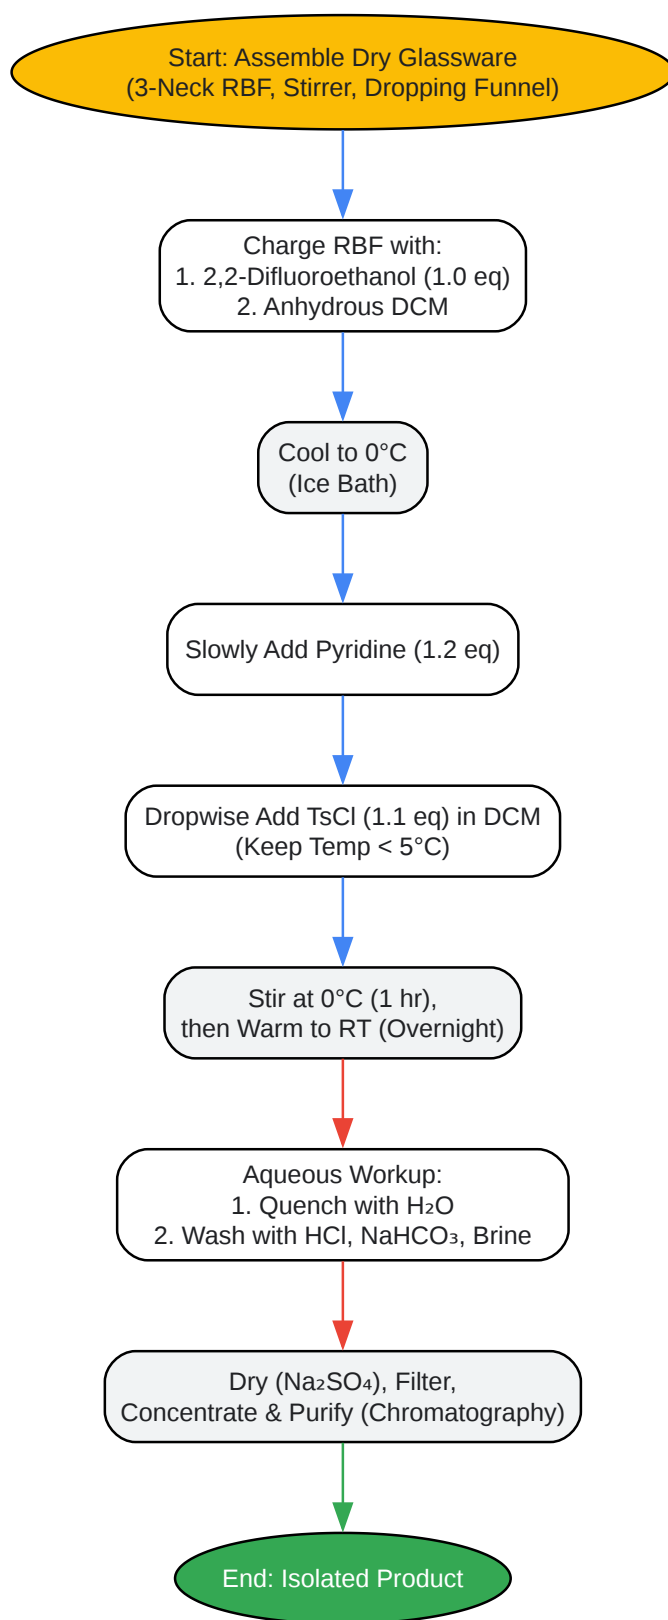 Start: Assemble Dry Glassware
(3-Neck RBF, Stirrer, Dropping Funnel)
Charge RBF with:
1. 2,2-Difluoroethanol (1.0 eq)
2. Anhydrous DCM
Cool to 0°C
(Ice Bath)
Slowly Add Pyridine (1.2 eq)
Dropwise Add TsCl (1.1 eq) in DCM
(Keep Temp < 5°C)
Stir at 0°C (1 hr),
then Warm to RT (Overnight)
Aqueous Workup:
1. Quench with H₂O
2. Wash with HCl, NaHCO₃, Brine
Dry (Na₂SO₄), Filter,
Concentrate & Purify (Chromatography)
End: Isolated Product